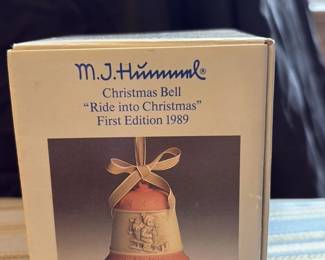 M.J.Hummel®
Christmas Bell
"Ride into Christmas"
First Edition 1989